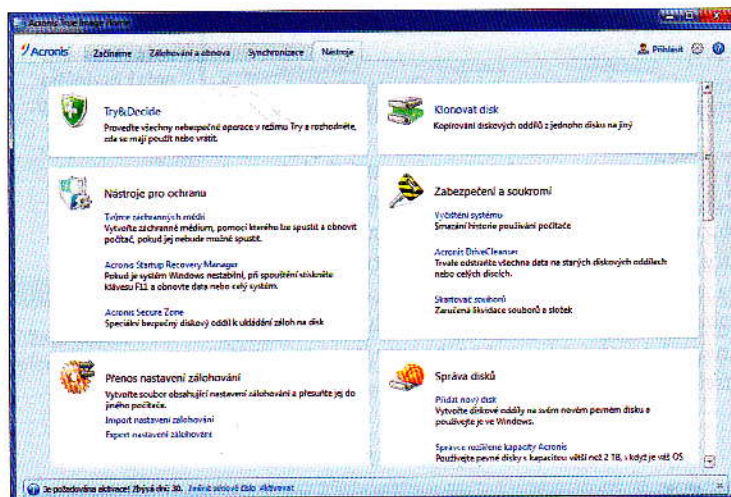 Acronis True Image Home
Acronis
Začínáme
Zálohování a obnova
Synchronizace
Nástroje
Přihlásit
Try&Decide
Proveďte všechny nebezpečné operace v režimu Try a rozhodněte,
zda se mají použít nebo vrátit.
Klonovat disk
Kopírování diskových oddílů z jednoho disku na jiný
Nástroje pro ochranu
Tvůrce záchranných médií
Vytvořte záchranné médium, pomocí kterého lze spustit a obnovit
počítač, pokud jej nebude možné spustit.
Acronis Startup Recovery Manager
Pokud je systém Windows nestabilní, při spouštění stiskněte
klávesu F11 a obnovte data nebo celý systém.
Acronis Secure Zone
Speciální bezpečný diskový oddíl k ukládání záloh na disk
Zabezpečení a soukromí
Vyčištění systému
Smazání historie používání počítače
Acronis DriveCleanser
Trvale odstraňte všechna data na starých diskových oddílech
nebo celých discích.
Skartovač souborů
Zaručená likvidace souborů a složek
Přenos nastavení zálohování
Vytvořte soubor obsahující nastavení zálohování a přesuňte jej do
jiného počítače.
Import nastavení zálohování
Export nastavení zálohování
Správa disků
Přidat nový disk
Vytvořte diskové oddíly na svém novém pevném disku a
používejte je ve Windows.
Správce rozšířené kapacity Acronis
Používejte pevné disky s kapacitou větší než 2 TB, i když je váš OS
Je požadována aktivace! Zbývá dnů: 30. Změnit sériové číslo Aktivovat